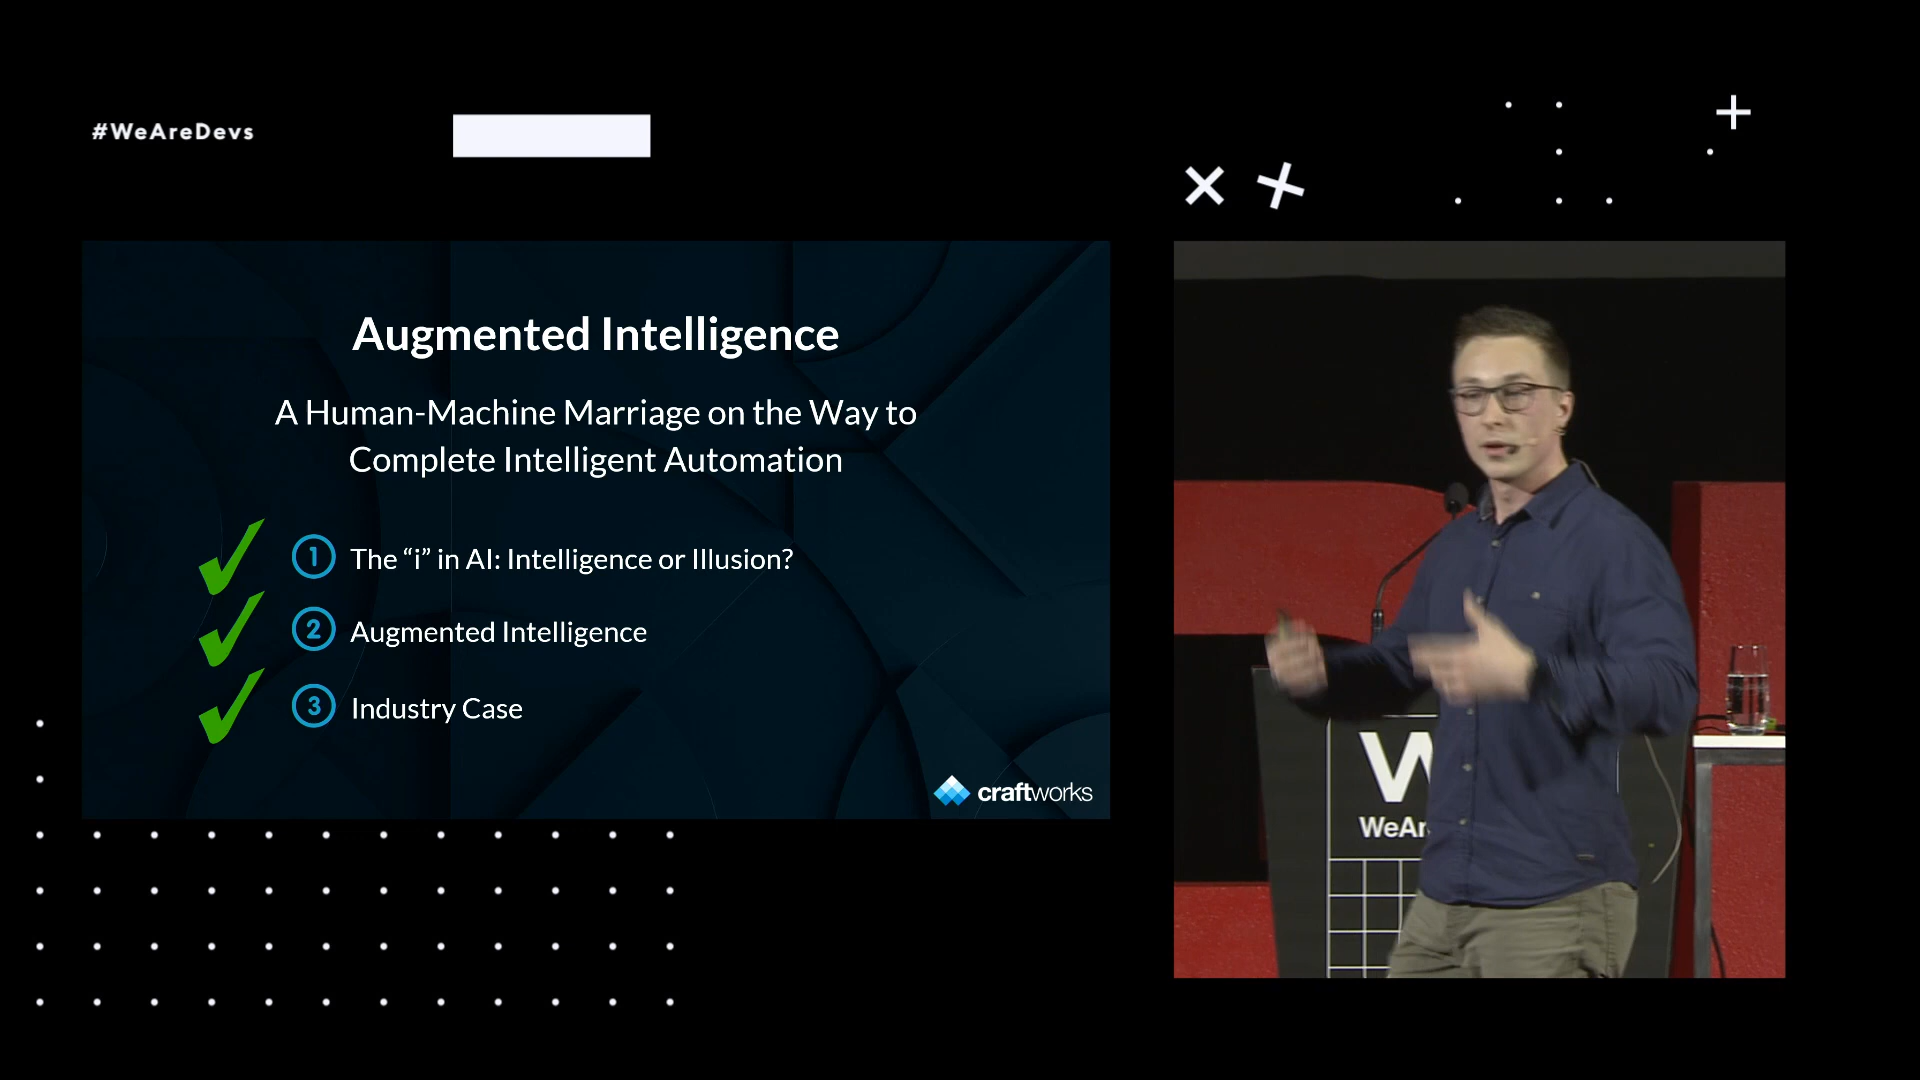 #WeAreDevs
Augmented Intelligence
A Human-Machine Marriage on the Way to
Complete Intelligent Automation
1 The “i” in AI: Intelligence or Illusion?
2 Augmented Intelligence
3 Industry Case
craftworks
W
WeAr